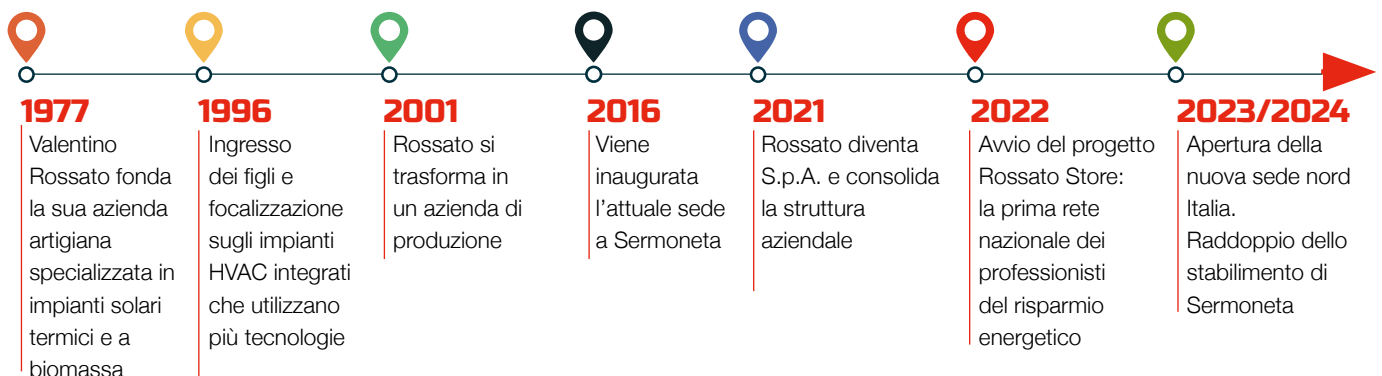 1977
Valentino
Rossato fonda
la sua azienda
artigiana
specializzata in
impianti solari
termici e a
biomassa
1996
Ingresso
dei figli e
focalizzazione
sugli impianti
HVAC integrati
che utilizzano
più tecnologie
2001
Rossato si
trasforma in
un azienda di
produzione
2016
Viene
inaugurata
l'attuale sede
a Sermoneta
2021
Rossato diventa
S.p.A. e consolida
la struttura
aziendale
2022
Avvio del progetto
Rossato Store:
la prima rete
nazionale dei
professionisti
del risparmio
energetico
2023/2024
Apertura della
nuova sede nord
Italia.
Raddoppio dello
stabilimento di
Sermoneta